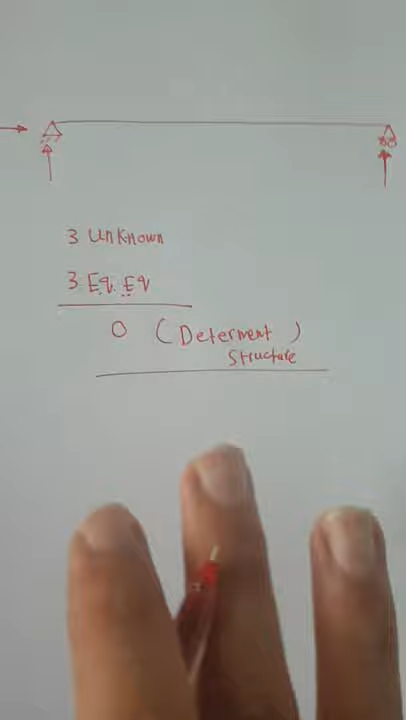 3 Unknown
3 Eq. Eq
0 ( Determent )
Structure